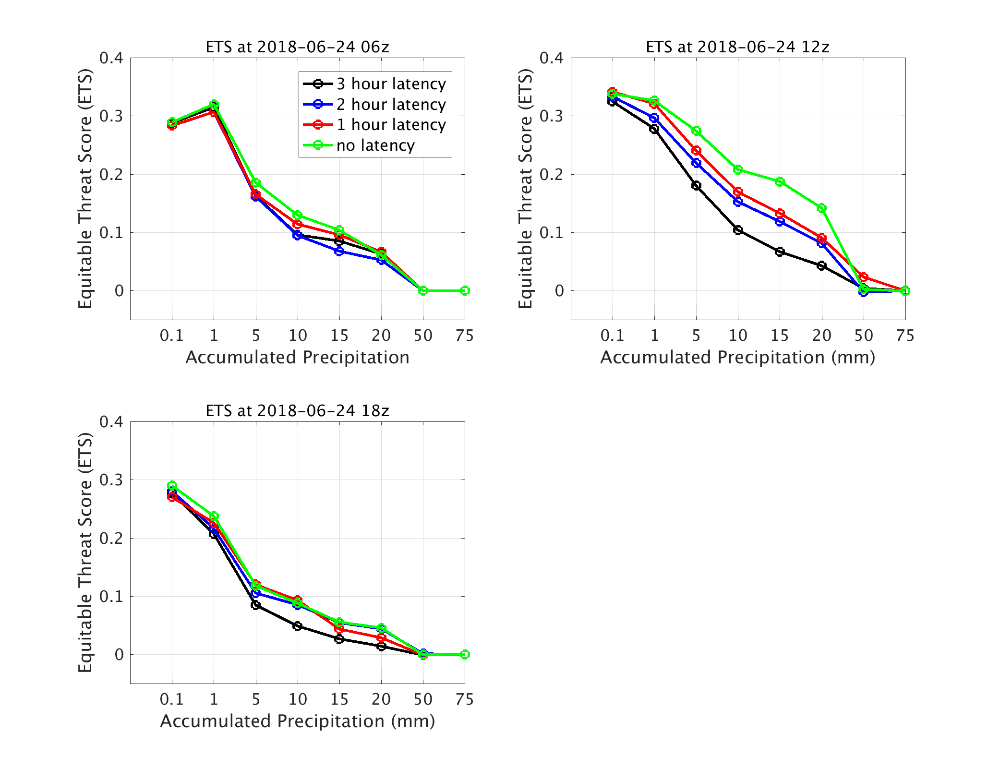 ETS at 2018-06-24 06z
Equitable Threat Score (ETS)
0.4
0.3
0.2
0.1
0
3 hour latency
2 hour latency
1 hour latency
no latency
0.1 1 5 10 15 20 50 75
Accumulated Precipitation
ETS at 2018-06-24 12z
Equitable Threat Score (ETS)
0.4
0.3
0.2
0.1
0
0.1 1 5 10 15 20 50 75
Accumulated Precipitation (mm)
ETS at 2018-06-24 18z
Equitable Threat Score (ETS)
0.4
0.3
0.2
0.1
0
0.1 1 5 10 15 20 50 75
Accumulated Precipitation (mm)